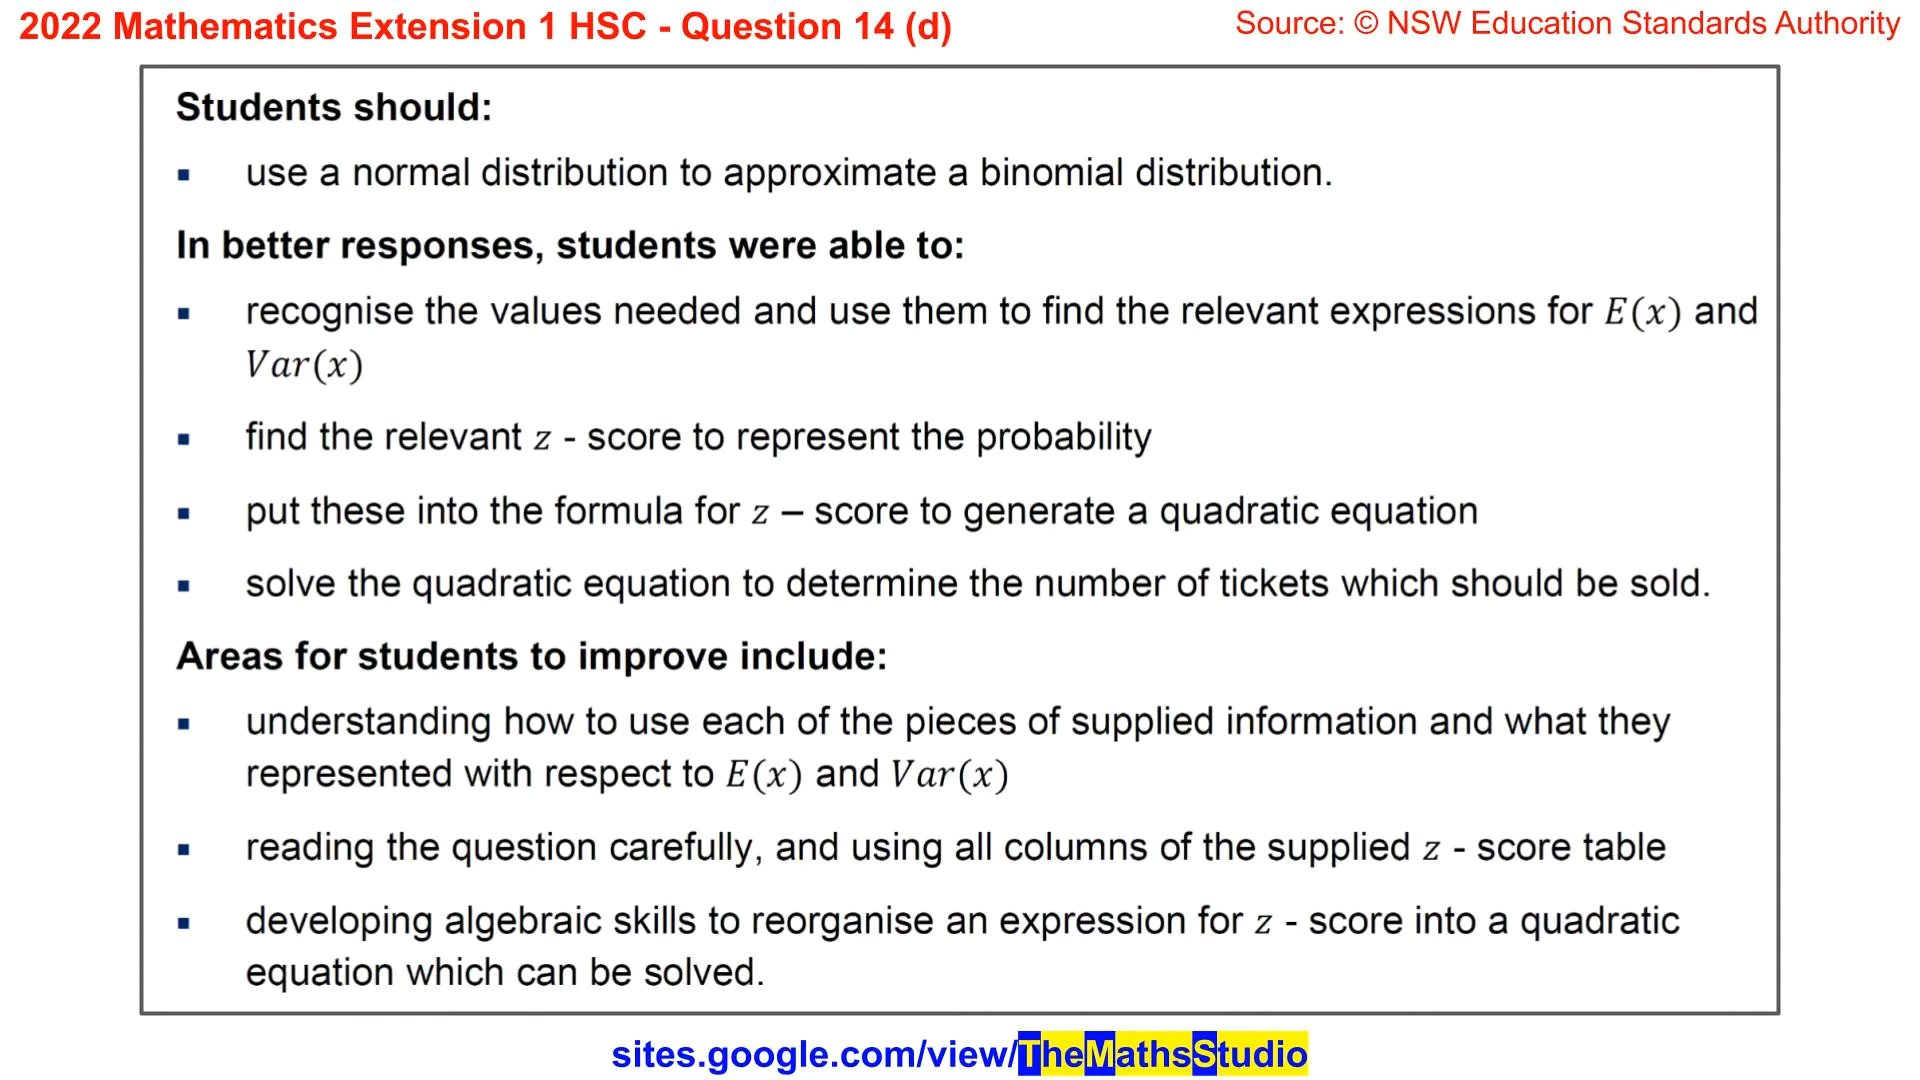 2022 Mathematics Extension 1 HSC - Question 14 (d)
Source: © NSW Education Standards Authority
Students should:
▪ use a normal distribution to approximate a binomial distribution.
In better responses, students were able to:
▪ recognise the values needed and use them to find the relevant expressions for E(x) and
Var(x)
▪ find the relevant z - score to represent the probability
▪ put these into the formula for z – score to generate a quadratic equation
▪ solve the quadratic equation to determine the number of tickets which should be sold.
Areas for students to improve include:
▪ understanding how to use each of the pieces of supplied information and what they
represented with respect to E(x) and Var(x)
▪ reading the question carefully, and using all columns of the supplied z - score table
▪ developing algebraic skills to reorganise an expression for z - score into a quadratic
equation which can be solved.
sites.google.com/view/TheMathsStudio